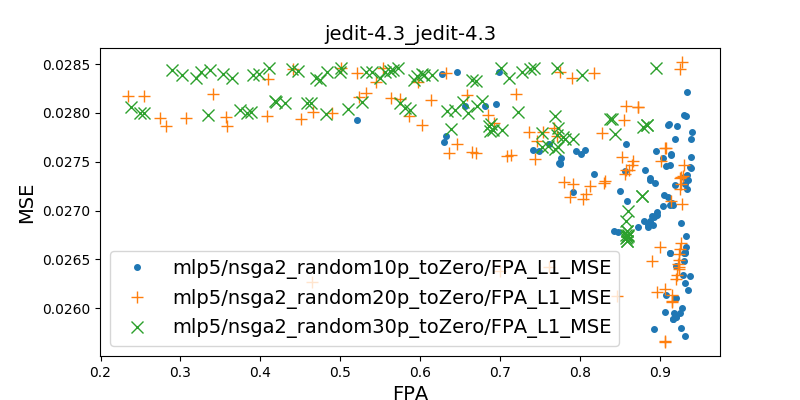 jedit-4.3_jedit-4.3
0.0285
0.0280
0.0275
0.0270
0.0265
0.0260
MSE
mlp5/nsga2_random10p_toZero/FPA_L1_MSE
mlp5/nsga2_random20p_toZero/FPA_L1_MSE
mlp5/nsga2_random30p_toZero/FPA_L1_MSE
0.2 0.3 0.4 0.5 0.6 0.7 0.8 0.9
FPA